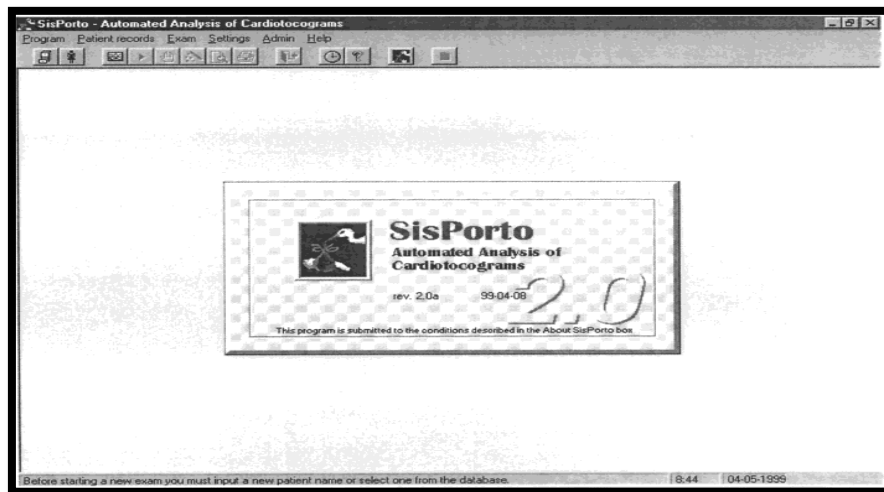 SisPorto - Automated Analysis of Cardiotocograms
Program Patient records Exam Settings Admin Help
SisPorto
Automated Analysis of
Cardiotocograms
rev. 2.0a 99-04-08
2.0
This program is submitted to the conditions described in the About SisPorto box
Before starting a new exam you must input a new patient name or select one from the database. 8:44 04-05-1999